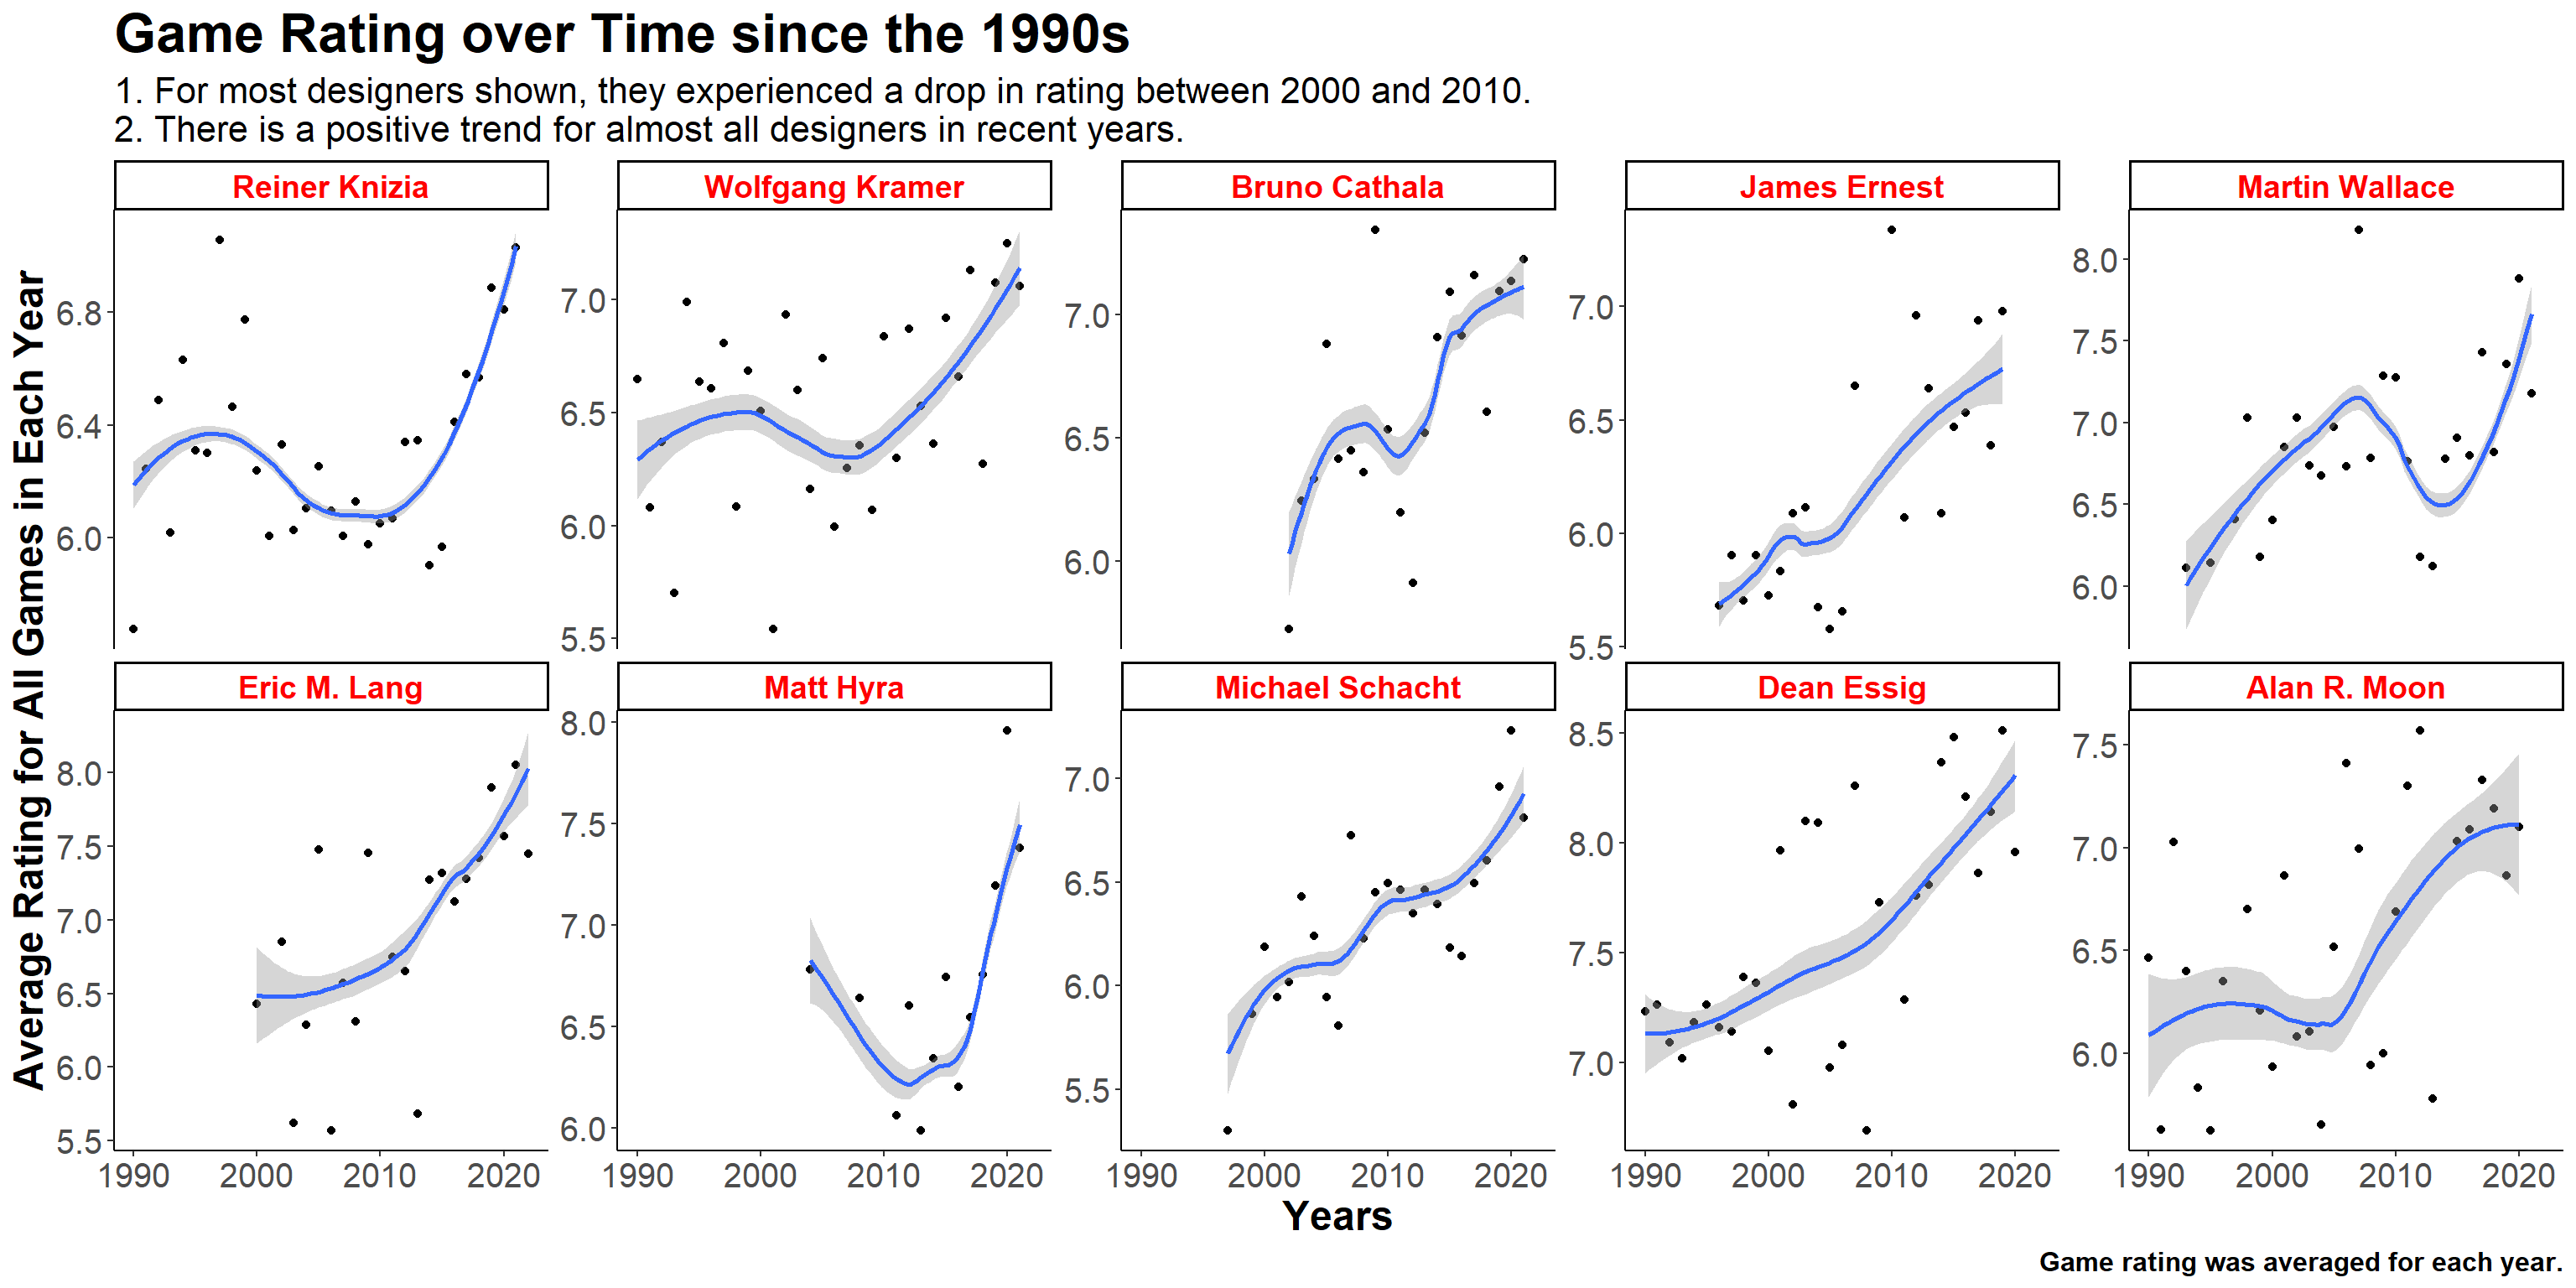 Game Rating over Time since the 1990s
1. For most designers shown, they experienced a drop in rating between 2000 and 2010.
2. There is a positive trend for almost all designers in recent years.
Average Rating for All Games in Each Year
Reiner Knizia
6.8
6.4
6.0
Wolfgang Kramer
7.0
6.5
6.0
5.5
Bruno Cathala
7.0
6.5
6.0
James Ernest
7.0
6.5
6.0
5.5
Martin Wallace
8.0
7.5
7.0
6.5
6.0
Eric M. Lang
8.0
7.5
7.0
6.5
6.0
5.5
1990 2000 2010 2020
Matt Hyra
8.0
7.5
7.0
6.5
6.0
1990 2000 2010 2020
Michael Schacht
7.0
6.5
6.0
5.5
1990 2000 2010 2020
Dean Essig
8.5
8.0
7.5
7.0
1990 2000 2010 2020
Alan R. Moon
7.5
7.0
6.5
6.0
1990 2000 2010 2020
Years
Game rating was averaged for each year.